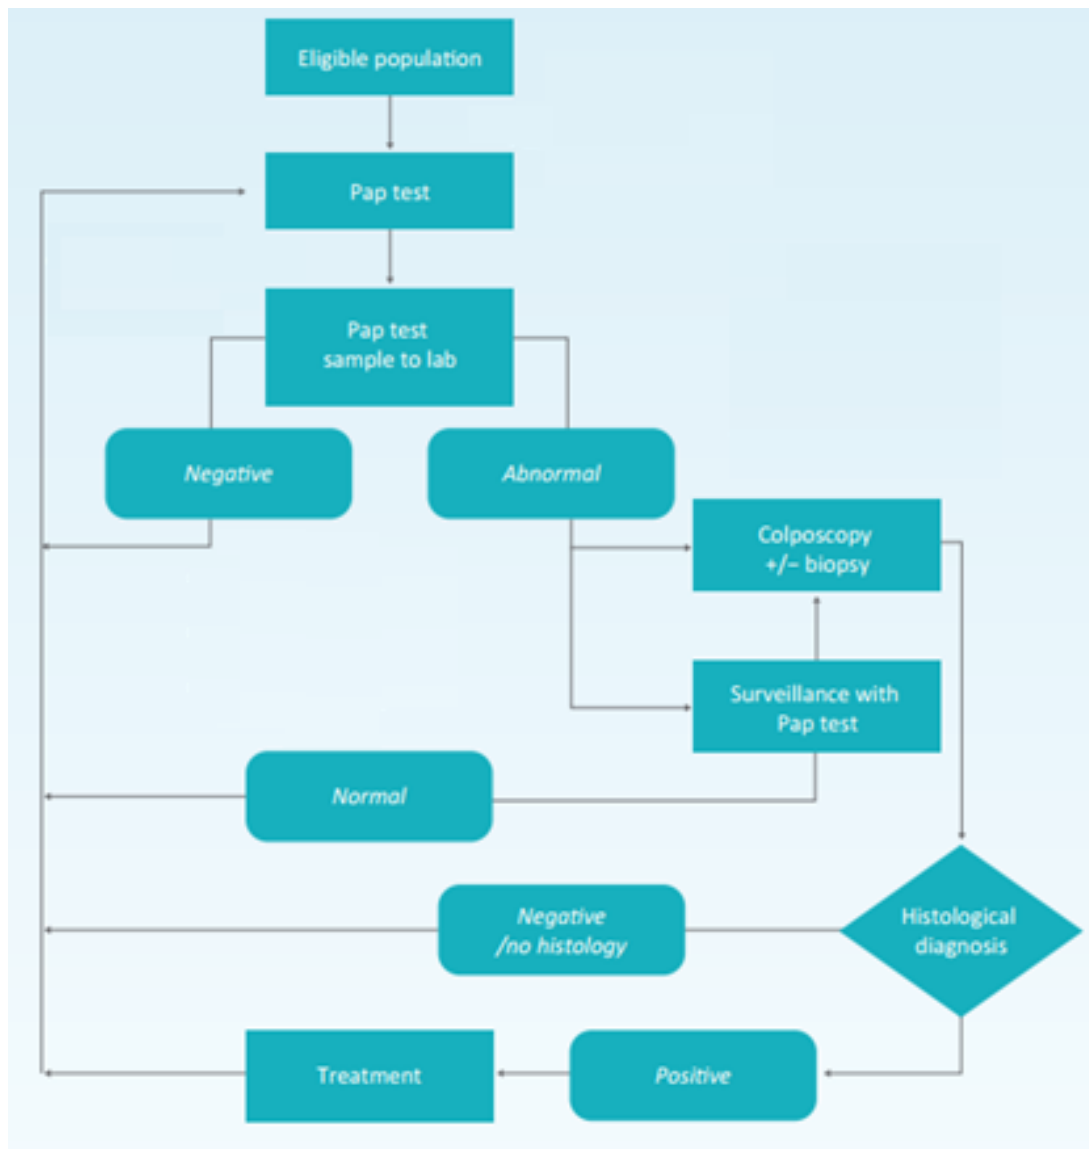 Eligible population
Pap test
Pap test
sample to lab
Negative
Abnormal
Colposcopy
+/– biopsy
Surveillance with
Pap test
Normal
Negative
/no histology
Histological
diagnosis
Treatment
Positive